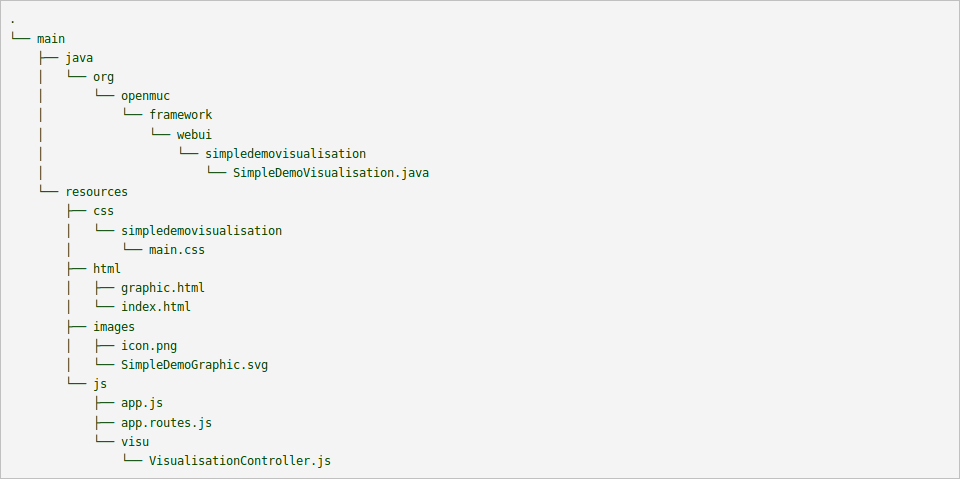 .
└── main
    ├── java
    │   └── org
    │       └── openmuc
    │           └── framework
    │               └── webui
    │                   └── simpledemovisualisation
    │                       └── SimpleDemoVisualisation.java
    └── resources
        ├── css
        │   └── simpledemovisualisation
        │       └── main.css
        ├── html
        │   ├── graphic.html
        │   └── index.html
        ├── images
        │   ├── icon.png
        │   └── SimpleDemoGraphic.svg
        └── js
            ├── app.js
            ├── app.routes.js
            └── visu
                └── VisualisationController.js